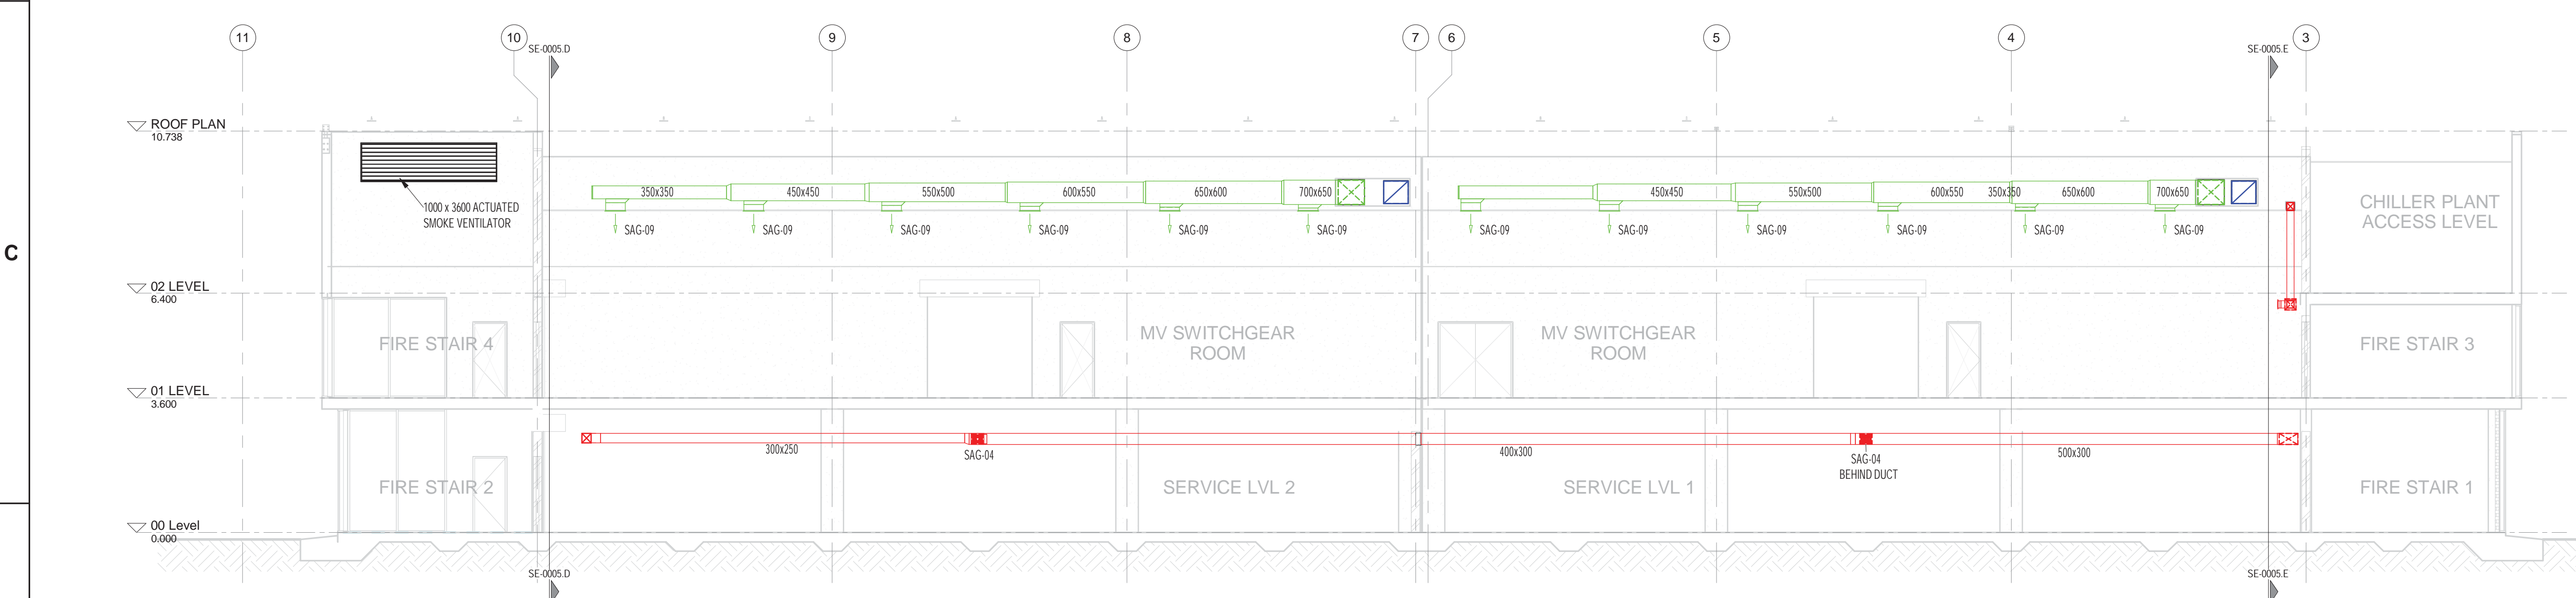 11
10
9
8
7
6
5
4
3
SE-0005.D
SE-0005.E
ROOF PLAN
10.738
350x350
450x450
550x500
600x550
650x600
700x650
450x450
550x500
600x550
350x350
650x600
700x650
1000 x 3600 ACTUATED
SMOKE VENTILATOR
CHILLER PLANT
ACCESS LEVEL
SAG-09
SAG-09
SAG-09
SAG-09
SAG-09
SAG-09
SAG-09
SAG-09
SAG-09
SAG-09
SAG-09
SAG-09
C
02 LEVEL
6.400
FIRE STAIR 4
MV SWITCHGEAR
ROOM
MV SWITCHGEAR
ROOM
FIRE STAIR 3
01 LEVEL
3.600
300x250
SAG-04
400x300
SAG-04
BEHIND DUCT
500x300
FIRE STAIR 2
SERVICE LVL 2
SERVICE LVL 1
FIRE STAIR 1
00 Level
0.000
SE-0005.D
SE-0005.E